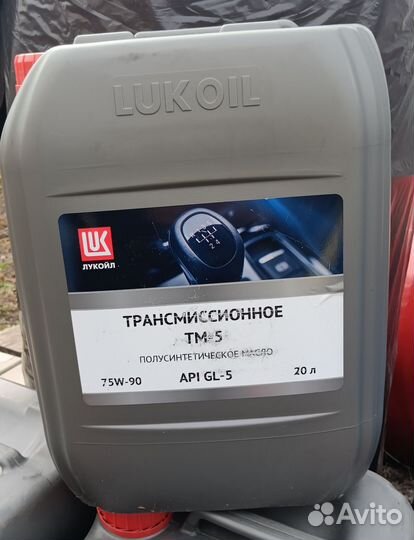 LUKOIL
ЛУКОЙЛ
ТРАНСМИССИОННОЕ
ТМ-5
ПОЛУСИНТЕТИЧЕСКОЕ МАСЛО
75W-90 API GL-5 20 л
Avito